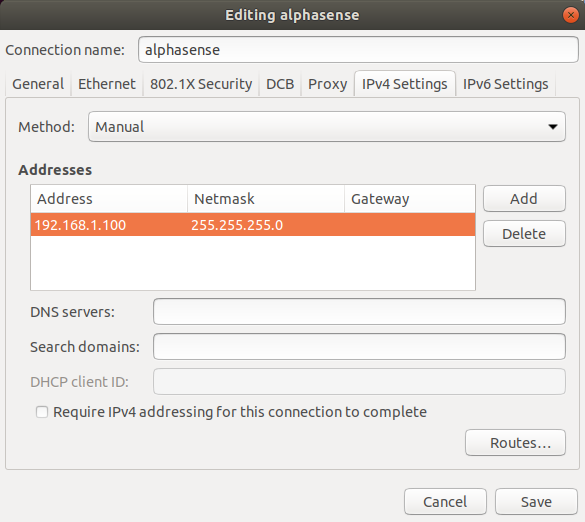 Editing alphasense
Connection name: alphasense
General Ethernet 802.1X Security DCB Proxy IPv4 Settings IPv6 Settings
Method: Manual
Addresses
Address Netmask Gateway Add
192.168.1.100 255.255.255.0
Delete
DNS servers:
Search domains:
DHCP client ID:
Require IPv4 addressing for this connection to complete
Routes...
Cancel Save